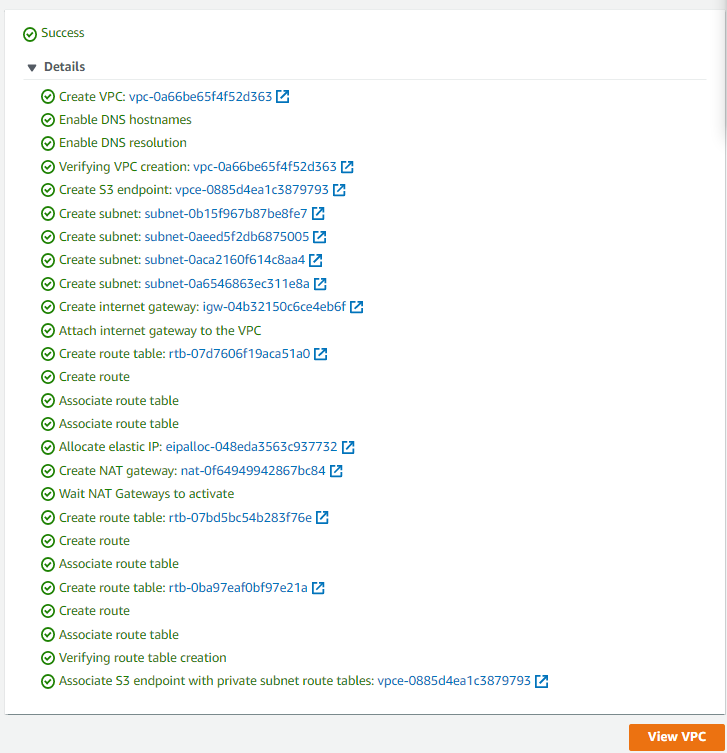 Success
Details
Create VPC: vpc-0a66be65f4f52d363
Enable DNS hostnames
Enable DNS resolution
Verifying VPC creation: vpc-0a66be65f4f52d363
Create S3 endpoint: vpce-0885d4ea1c3879793
Create subnet: subnet-0b15f967b87be8fe7
Create subnet: subnet-0aeed5f2db6875005
Create subnet: subnet-0aca2160f614c8aa4
Create subnet: subnet-0a6546863ec311e8a
Create internet gateway: igw-04b32150c6ce4eb6f
Attach internet gateway to the VPC
Create route table: rtb-07d7606f19aca51a0
Create route
Associate route table
Associate route table
Allocate elastic IP: eipalloc-048eda3563c937732
Create NAT gateway: nat-0f64949942867bc84
Wait NAT Gateways to activate
Create route table: rtb-07bd5bc54b283f76e
Create route
Associate route table
Create route table: rtb-0ba97eaf0bf97e21a
Create route
Associate route table
Verifying route table creation
Associate S3 endpoint with private subnet route tables: vpce-0885d4ea1c3879793
View VPC